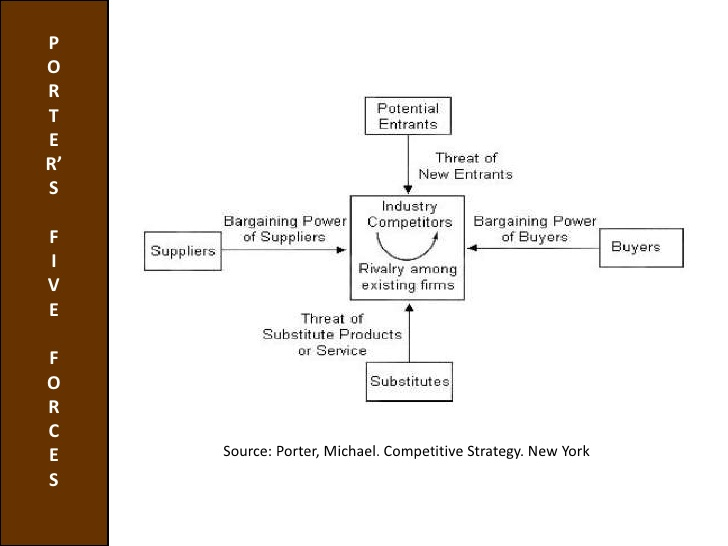 P
O
R
T
E
R’
S
F
I
V
E
F
O
R
C
E
S
Potential
Entrants
Threat of
New Entrants
Industry
Competitors
Rivalry among
existing firms
Bargaining Power
of Suppliers
Suppliers
Bargaining Power
of Buyers
Buyers
Threat of
Substitute Products
or Service
Substitutes
Source: Porter, Michael. Competitive Strategy. New York